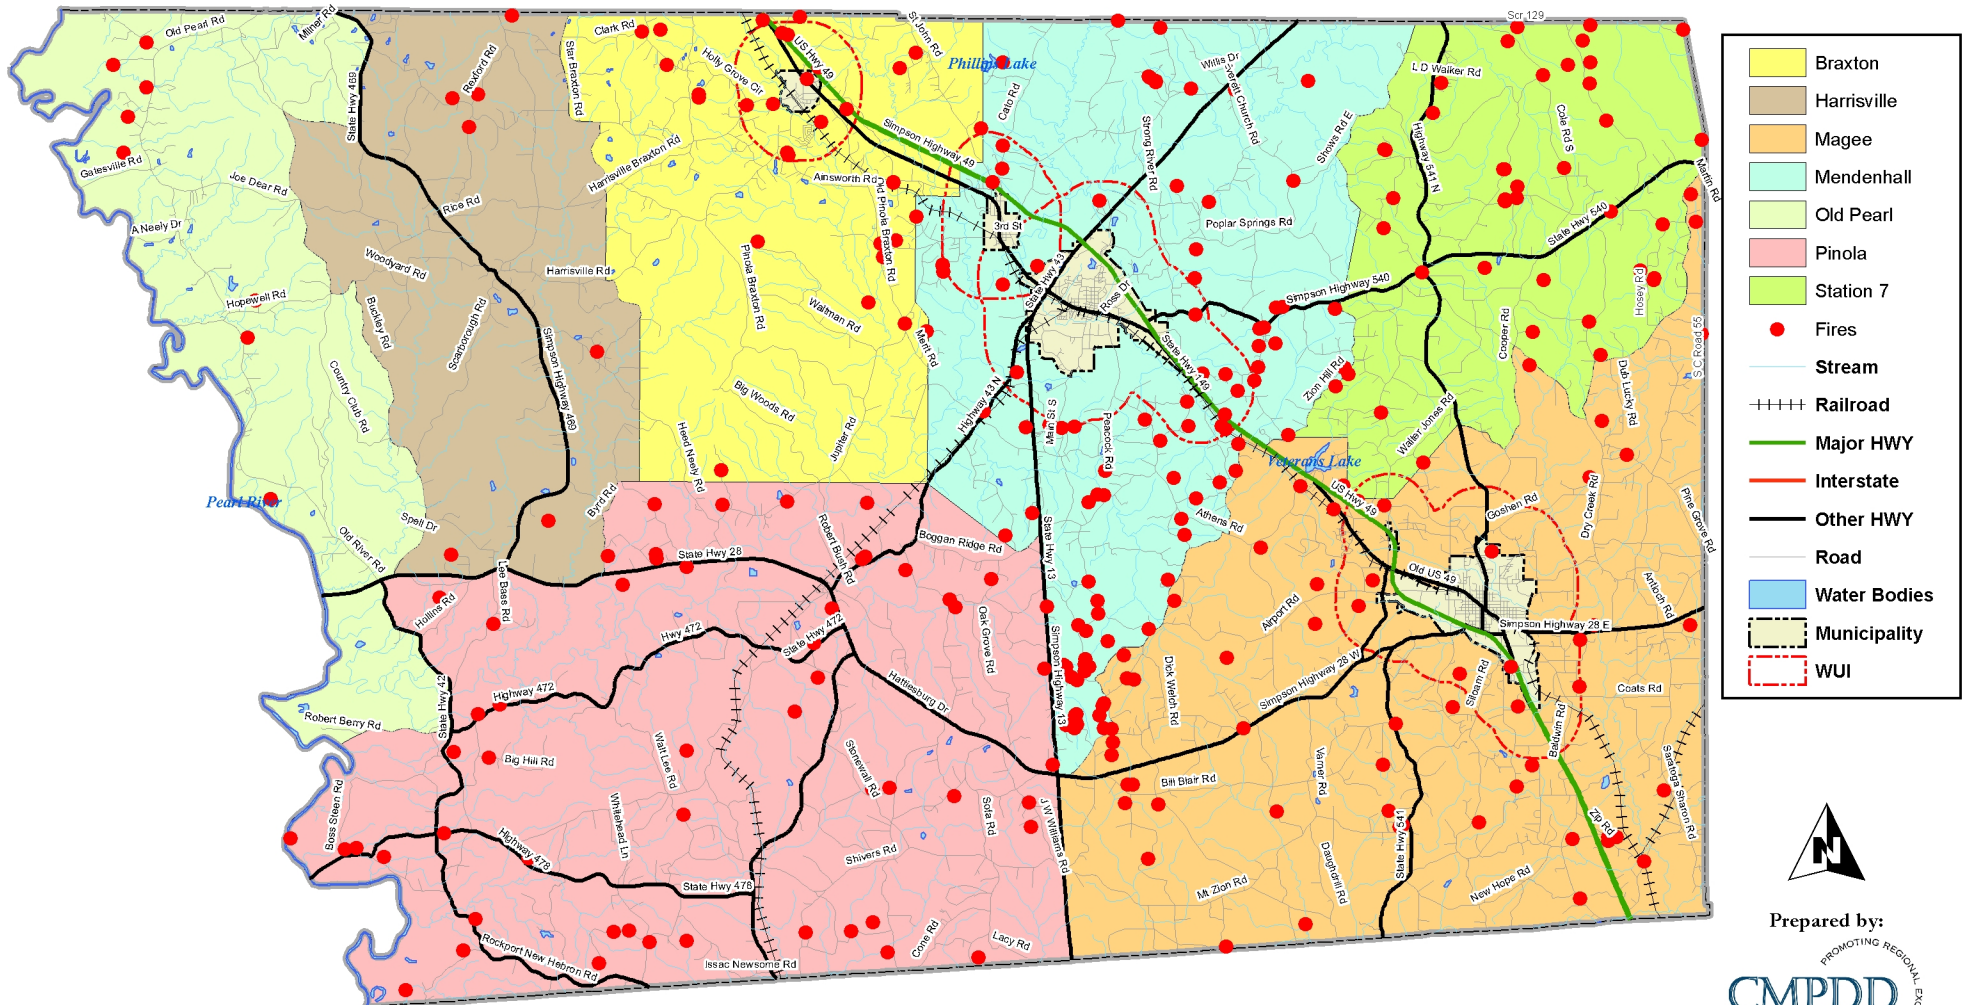 Old Pearl Rd
Milner Rd
Scr 129
Clark Rd
St John Rd
US Hwy 49
Holly Grove Cir
Rexford Rd
Star Braxton Rd
State Hwy 469
Phillips Lake
Cato Rd
Willis Dr
Everett Church Rd
L D Walker Rd
Strong River Rd
Shows Rd E
Highway 541 N
Cole Rd S
Simpson Highway 49
Gatesville Rd
Joe Dear Rd
Harrisville Braxton Rd
Ainsworth Rd
Martin Rd
Rice Rd
Old Pinola Braxton Rd
A Neely Dr
3rd St
Poplar Springs Rd
State Hwy 540
Woodyard Rd
Harrisville Rd
Pinola Braxton Rd
State Hwy 43
Ross Dr
Simpson Highway 540
Hosey Rd
Hopewell Rd
Buckley Rd
Scarborough Rd
Waltman Rd
Merit Rd
Cooper Rd
S C Road 55
Simpson Highway 469
State Hwy 149
Zion Hill Rd
Country Club Rd
Big Woods Rd
Jupiter Rd
Highway 43 N
Main St S
Peacock Rd
Walter Jones Rd
Dub Lucky Rd
Heed Neely Rd
Veterans Lake
Pearl River
Spell Dr
Byrd Rd
US Hwy 49
Goshen Rd
Dry Creek Rd
Pine Grove Rd
Old River Rd
Robert Bush Rd
Boggan Ridge Rd
State Hwy 13
Athens Rd
State Hwy 28
Lee Bass Rd
Old US 49
Antioch Rd
Hollins Rd
Hwy 472
State Hwy 472
Oak Grove Rd
Airport Rd
Simpson Highway 28 E
Simpson Highway 13
Dick Welch Rd
Simpson Highway 28 W
Siloam Rd
Coats Rd
Highway 472
State Hwy 42
Hattiesburg Dr
Robert Berry Rd
Baldwin Rd
Big Hill Rd
Walt Lee Rd
Stonewall Rd
Bill Blair Rd
Varner Rd
Saratoga Sharon Rd
Boss Steen Rd
Whitehead Ln
Sofa Rd
J W Williams Rd
Zip Rd
State Hwy 541
Highway 478
Shivers Rd
State Hwy 478
Mt Zion Rd
Daughdrill Rd
New Hope Rd
Rockport New Hebron Rd
Issac Newsome Rd
Cone Rd
Lacy Rd
Braxton
Harrisville
Magee
Mendenhall
Old Pearl
Pinola
Station 7
Fires
Stream
Railroad
Major HWY
Interstate
Other HWY
Road
Water Bodies
Municipality
WUI
N
Prepared by:
PROMOTING REGIONAL
CMPDD